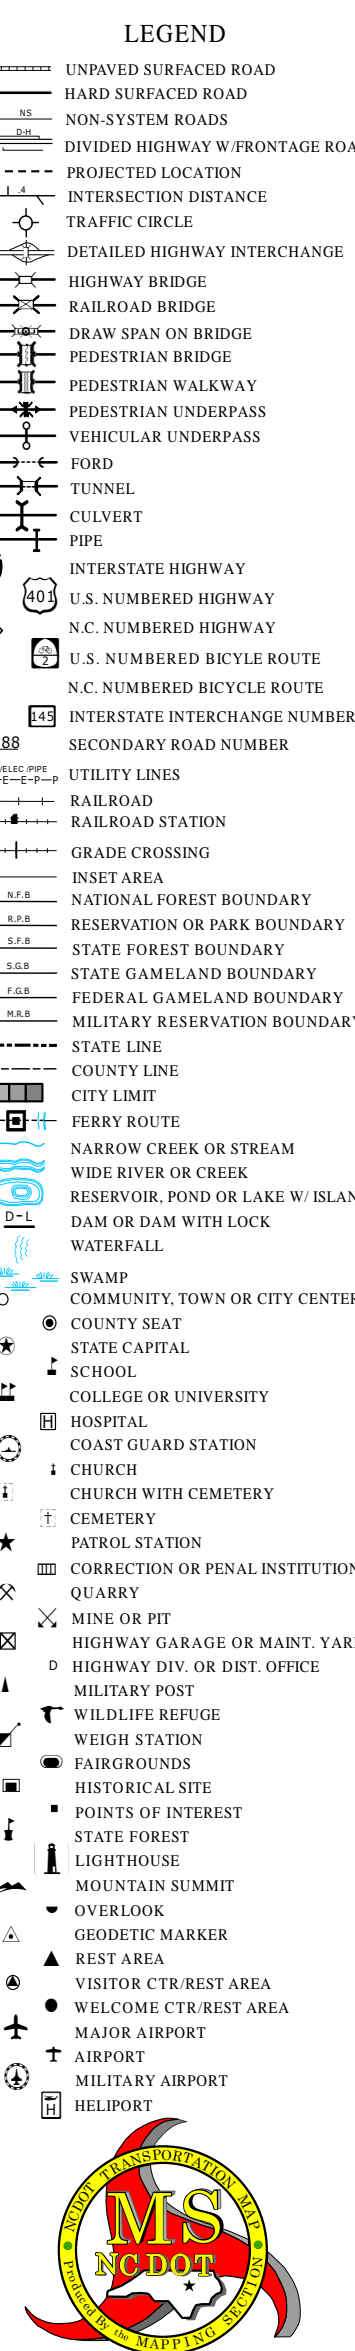 LEGEND
UNPAVED SURFACED ROAD
HARD SURFACED ROAD
NS NON-SYSTEM ROADS
D-H DIVIDED HIGHWAY W/FRONTAGE ROA
PROJECTED LOCATION
.4 INTERSECTION DISTANCE
TRAFFIC CIRCLE
DETAILED HIGHWAY INTERCHANGE
HIGHWAY BRIDGE
RAILROAD BRIDGE
DRAW SPAN ON BRIDGE
PEDESTRIAN BRIDGE
PEDESTRIAN WALKWAY
PEDESTRIAN UNDERPASS
VEHICULAR UNDERPASS
FORD
TUNNEL
CULVERT
PIPE
INTERSTATE HIGHWAY
401 U.S. NUMBERED HIGHWAY
N.C. NUMBERED HIGHWAY
2 U.S. NUMBERED BICYLE ROUTE
N.C. NUMBERED BICYCLE ROUTE
145 INTERSTATE INTERCHANGE NUMBER
88 SECONDARY ROAD NUMBER
/ELEC /PIPE
E—E—P—P UTILITY LINES
RAILROAD
RAILROAD STATION
GRADE CROSSING
INSET AREA
N.F.B NATIONAL FOREST BOUNDARY
R.P.B RESERVATION OR PARK BOUNDARY
S.F.B STATE FOREST BOUNDARY
S.G.B STATE GAMELAND BOUNDARY
F.G.B FEDERAL GAMELAND BOUNDARY
M.R.B MILITARY RESERVATION BOUNDARY
STATE LINE
COUNTY LINE
CITY LIMIT
FERRY ROUTE
NARROW CREEK OR STREAM
WIDE RIVER OR CREEK
RESERVOIR, POND OR LAKE W/ ISLAN
D-L DAM OR DAM WITH LOCK
WATERFALL
SWAMP
COMMUNITY, TOWN OR CITY CENTER
COUNTY SEAT
STATE CAPITAL
SCHOOL
COLLEGE OR UNIVERSITY
H HOSPITAL
COAST GUARD STATION
CHURCH
CHURCH WITH CEMETERY
CEMETERY
PATROL STATION
CORRECTION OR PENAL INSTITUTION
QUARRY
MINE OR PIT
HIGHWAY GARAGE OR MAINT. YAR
D HIGHWAY DIV. OR DIST. OFFICE
MILITARY POST
WILDLIFE REFUGE
WEIGH STATION
FAIRGROUNDS
HISTORICAL SITE
POINTS OF INTEREST
STATE FOREST
LIGHTHOUSE
MOUNTAIN SUMMIT
OVERLOOK
GEODETIC MARKER
REST AREA
VISITOR CTR/REST AREA
WELCOME CTR/REST AREA
MAJOR AIRPORT
AIRPORT
MILITARY AIRPORT
H HELIPORT
NCDOT TRANSPORTATION MAP
MS
NCDOT
Produced By the MAPPING SECTION